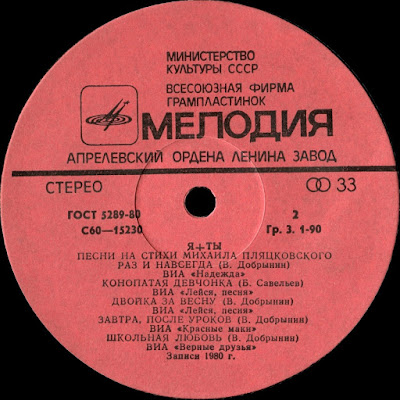 МИНИСТЕРСТВО
КУЛЬТУРЫ СССР
ВСЕСОЮЗНАЯ ФИРМА
ГРАМПЛАСТИНОК
МЕЛОДИЯ
АПРЕЛЕВСКИЙ ОРДЕНА ЛЕНИНА ЗАВОД
СТЕРЕО 33
ГОСТ 5289-80 2
С60—15230 Гр. 3. 1-90
Я+ТЫ
ПЕСНИ НА СТИХИ МИХАИЛА ПЛЯЦКОВСКОГО
РАЗ И НАВСЕГДА (В. Добрынин)
ВИА «Надежда»
КОНОПАТАЯ ДЕВЧОНКА (Б. Савельев)
ВИА «Лейся, песня»
ДВОЙКА ЗА ВЕСНУ (В. Добрынин)
ВИА «Лейся, песня»
ЗАВТРА, ПОСЛЕ УРОКОВ (В. Добрынин)
ВИА «Красные маки»
ШКОЛЬНАЯ ЛЮБОВЬ (В. Добрынин)
ВИА «Верные друзья»
Записи 1980 г.